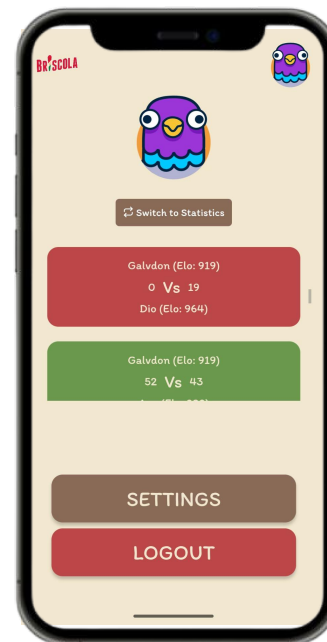 BRISCOLA
Switch to Statistics
Galvdon (Elo: 919)
0 Vs 19
Dio (Elo: 964)
Galvdon (Elo: 919)
52 Vs 43
SETTINGS
LOGOUT